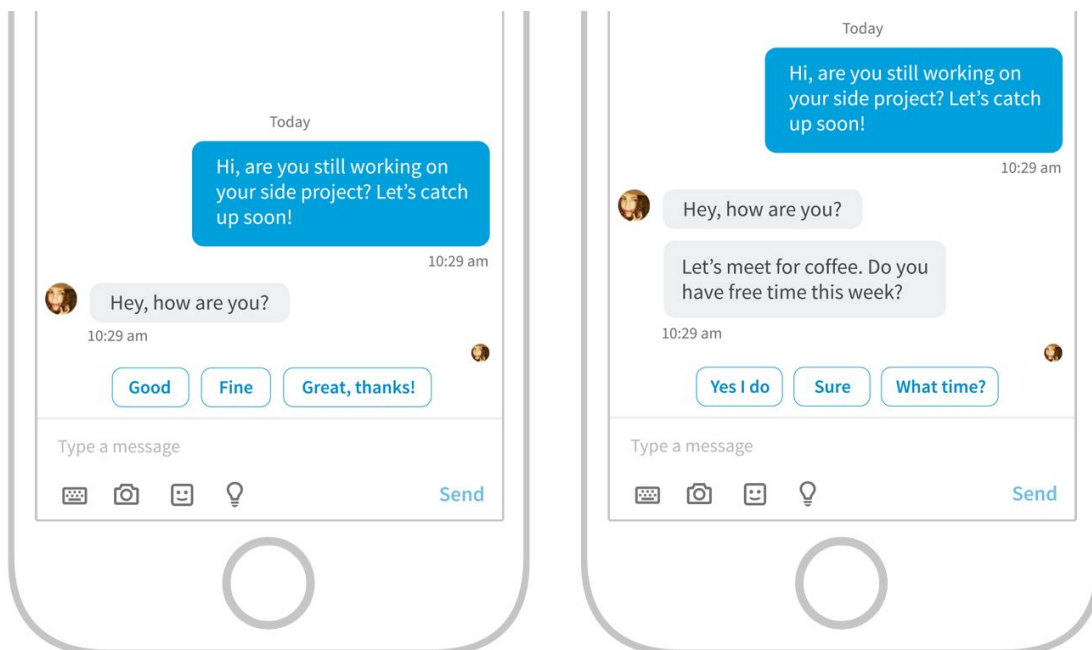 Today
Hi, are you still working on
your side project? Let’s catch
up soon!
10:29 am
Hey, how are you?
10:29 am
Good Fine Great, thanks!
Type a message
Send
Today
Hi, are you still working on
your side project? Let’s catch
up soon!
10:29 am
Hey, how are you?
Let’s meet for coffee. Do you
have free time this week?
10:29 am
Yes I do Sure What time?
Type a message
Send